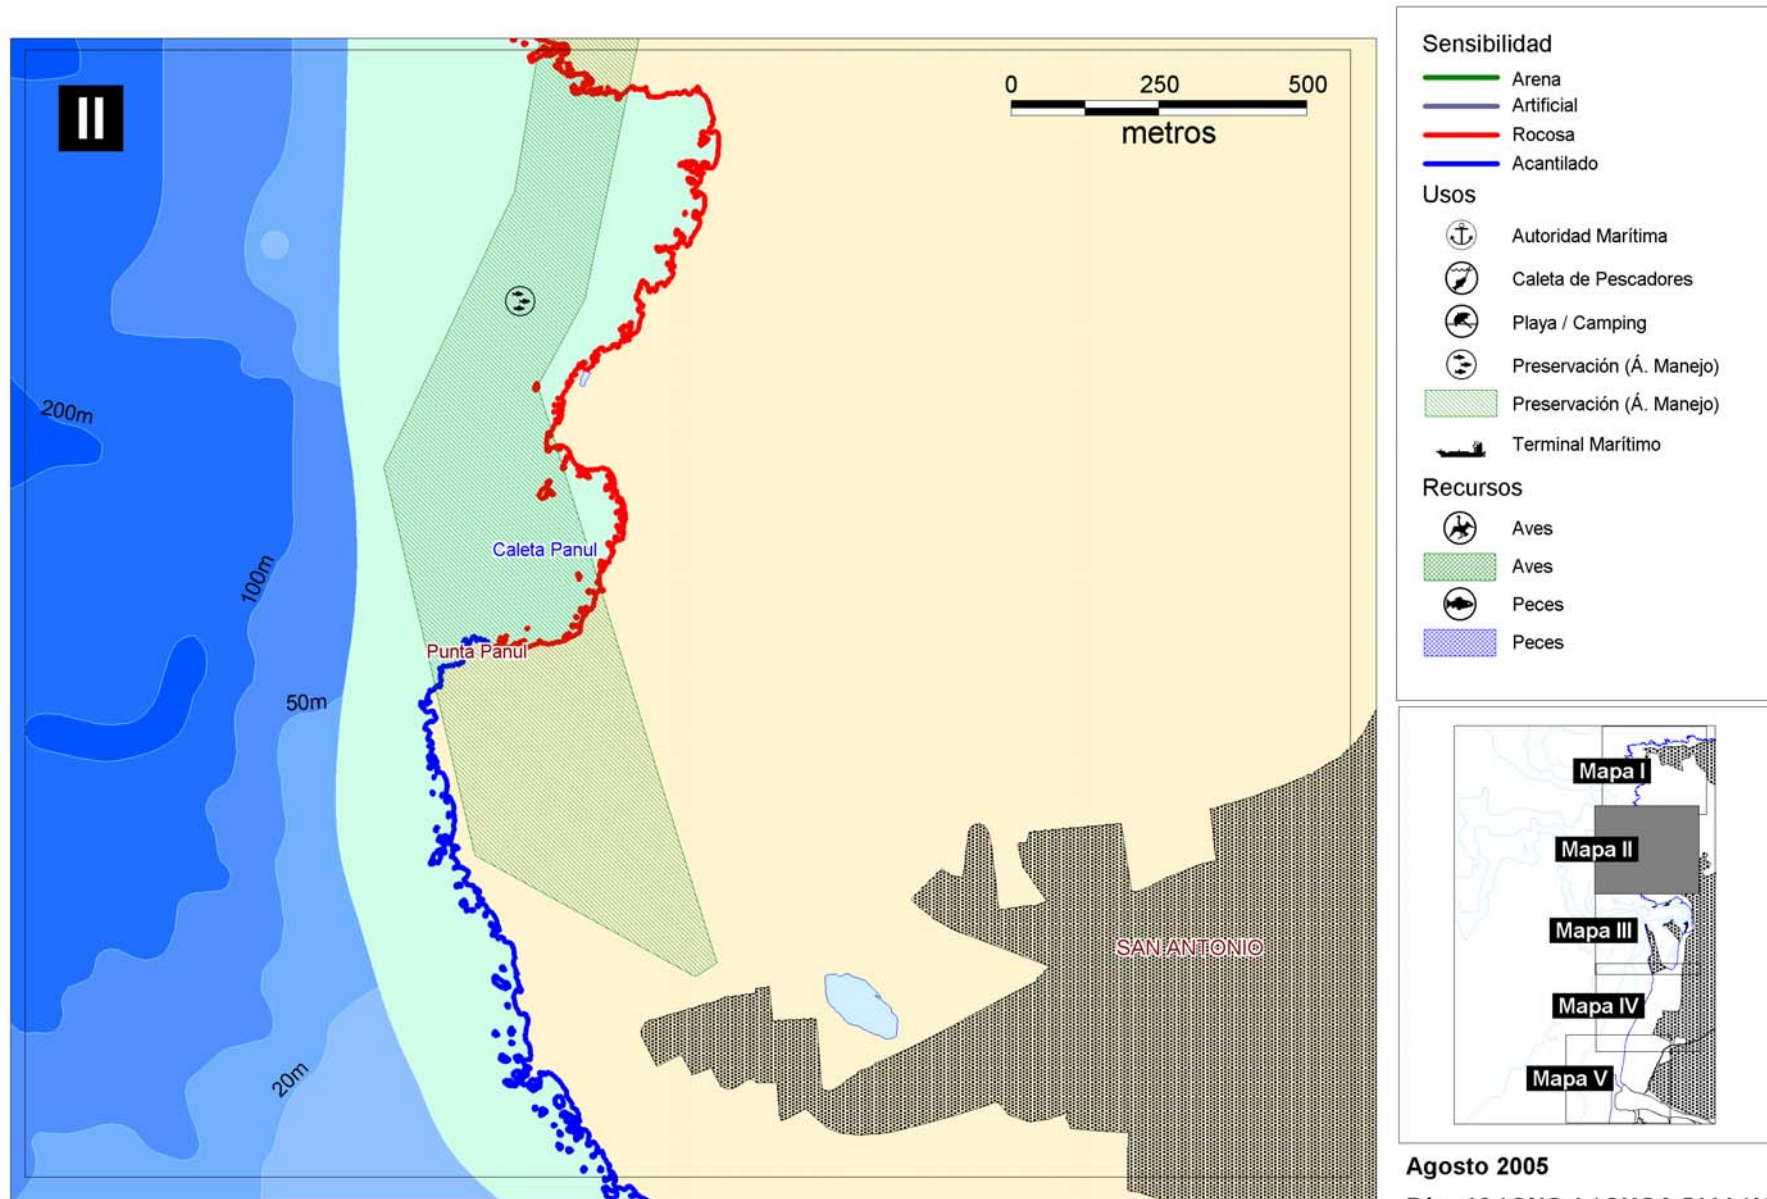 II
0 250 500
metros
200m
100m
50m
20m
Caleta Panul
Punta Panul
SAN ANTONIO
Sensibilidad
Arena
Artificial
Rocosa
Acantilado
Usos
Autoridad Marítima
Caleta de Pescadores
Playa / Camping
Preservación (Á. Manejo)
Preservación (Á. Manejo)
Terminal Marítimo
Recursos
Aves
Aves
Peces
Peces
Mapa I
Mapa II
Mapa III
Mapa IV
Mapa V
Agosto 2005